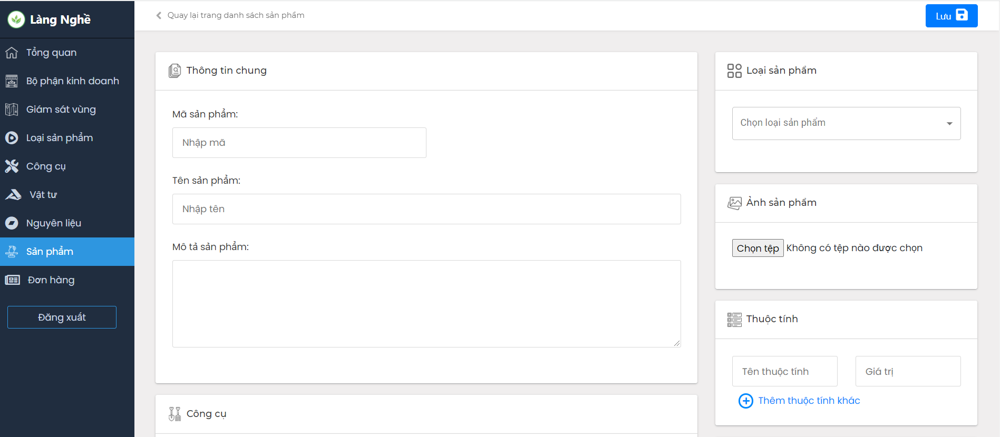 Làng Nghề
Tổng quan
Bộ phận kinh doanh
Giám sát vùng
Loại sản phẩm
Công cụ
Vật tư
Nguyên liệu
Sản phẩm
Đơn hàng
Đăng xuất
Quay lại trang danh sách sản phẩm
Lưu
Thông tin chung
Mã sản phẩm:
Nhập mã
Tên sản phẩm:
Nhập tên
Mô tả sản phẩm:
Công cụ
Loại sản phẩm
Chọn loại sản phẩm
Ảnh sản phẩm
Chọn tệp Không có tệp nào được chọn
Thuộc tính
Tên thuộc tính Giá trị
Thêm thuộc tính khác